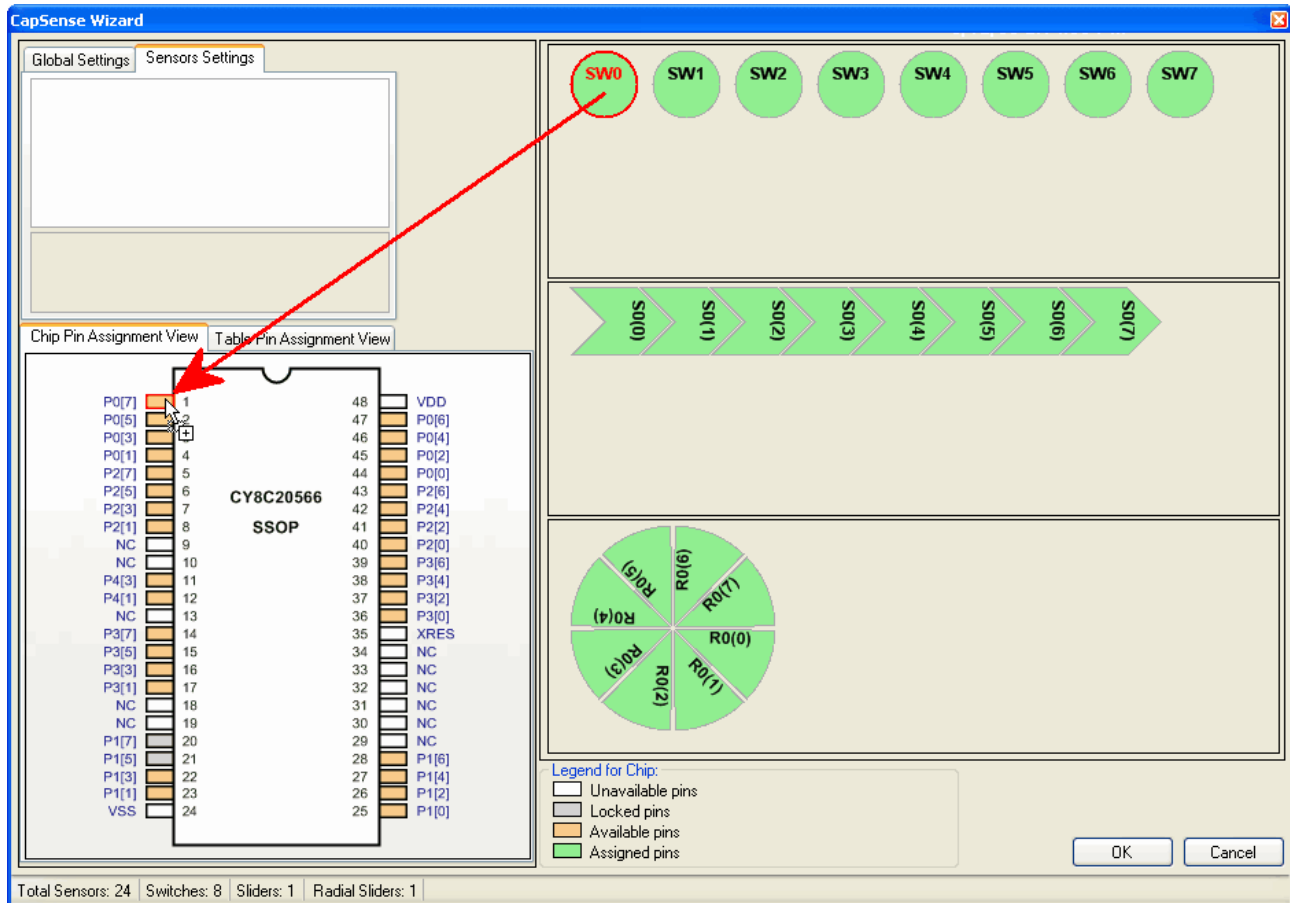 CapSense Wizard
Global Settings
Sensors Settings
Chip Pin Assignment View
Table Pin Assignment View
P0[7] 1 48 VDD
P0[5] 2 47 P0[6]
P0[3] 46 P0[4]
P0[1] 4 45 P0[2]
P2[7] 5 44 P0[0]
P2[5] 6 43 P2[6]
P2[3] 7 42 P2[4]
P2[1] 8 41 P2[2]
NC 9 40 P2[0]
NC 10 39 P3[6]
P4[3] 11 38 P3[4]
P4[1] 12 37 P3[2]
NC 13 36 P3[0]
P3[7] 14 35 XRES
P3[5] 15 34 NC
P3[3] 16 33 NC
P3[1] 17 32 NC
NC 18 31 NC
NC 19 30 NC
P1[7] 20 29 NC
P1[5] 21 28 P1[6]
P1[3] 22 27 P1[4]
P1[1] 23 26 P1[2]
VSS 24 25 P1[0]
CY8C20566
SSOP
SW0 SW1 SW2 SW3 SW4 SW5 SW6 SW7
S0(0) S0(1) S0(2) S0(3) S0(4) S0(5) S0(6) S0(7)
R0(0)
R0(1)
R0(2)
R0(3)
R0(4)
R0(5)
R0(6)
R0(7)
Legend for Chip:
Unavailable pins
Locked pins
Available pins
Assigned pins
OK
Cancel
Total Sensors: 24 Switches: 8 Sliders: 1 Radial Sliders: 1